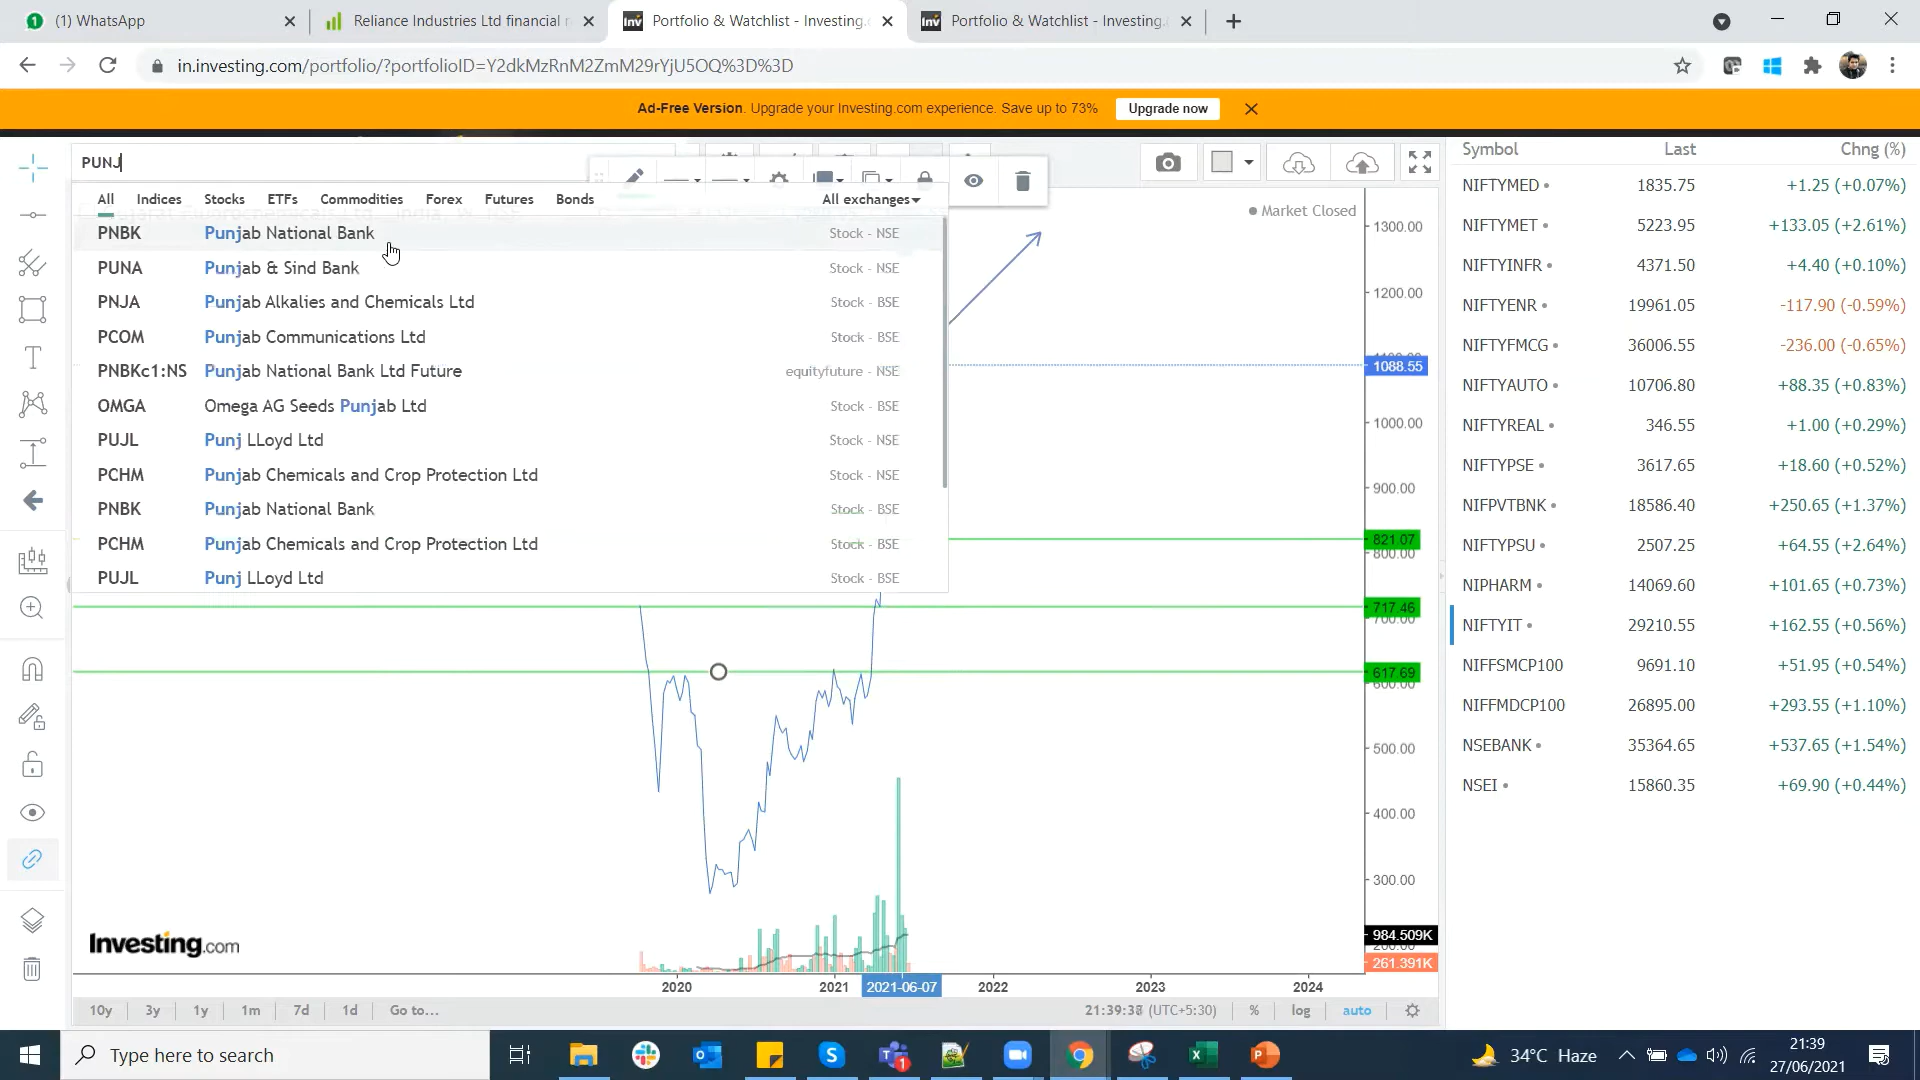 (1) WhatsApp
Reliance Industries Ltd financial
Portfolio & Watchlist - Investing.
Portfolio & Watchlist - Investing.
in.investing.com/portfolio/?portfolioID=Y2dkMzRnM2ZmM29rYjU5OQ%3D%3D
Ad-Free Version. Upgrade your Investing.com experience. Save up to 73% Upgrade now
PUNJ
All Indices Stocks ETFs Commodities Forex Futures Bonds All exchanges
PNBK Punjab National Bank Stock - NSE
PUNA Punjab & Sind Bank Stock - NSE
PNJA Punjab Alkalies and Chemicals Ltd Stock - BSE
PCOM Punjab Communications Ltd Stock - BSE
PNBKc1:NS Punjab National Bank Ltd Future equityfuture - NSE
OMGA Omega AG Seeds Punjab Ltd Stock - BSE
PUJL Punj LLoyd Ltd Stock - NSE
PCHM Punjab Chemicals and Crop Protection Ltd Stock - NSE
PNBK Punjab National Bank Stock - BSE
PCHM Punjab Chemicals and Crop Protection Ltd Stock - BSE
PUJL Punj LLoyd Ltd Stock - BSE
Market Closed
1300.00
1200.00
1088.55
1000.00
900.00
821.07
800.00
717.46
700.00
617.69
600.00
500.00
400.00
300.00
984.509K
200.00
261.391K
Investing.com
2020 2021 2021-06-07 2022 2023 2024
10y 3y 1y 1m 7d 1d Go to... 21:39:38 (UTC+5:30) % log auto
Symbol Last Chng (%)
NIFTYMED 1835.75 +1.25 (+0.07%)
NIFTYMET 5223.95 +133.05 (+2.61%)
NIFTYINFR 4371.50 +4.40 (+0.10%)
NIFTYENR 19961.05 -117.90 (-0.59%)
NIFTYFMCG 36006.55 -236.00 (-0.65%)
NIFTYAUTO 10706.80 +88.35 (+0.83%)
NIFTYREAL 346.55 +1.00 (+0.29%)
NIFTYPSE 3617.65 +18.60 (+0.52%)
NIFPVTBNK 18586.40 +250.65 (+1.37%)
NIFTYPSU 2507.25 +64.55 (+2.64%)
NIPHARM 14069.60 +101.65 (+0.73%)
NIFTYIT 29210.55 +162.55 (+0.56%)
NIFFSMCP100 9691.10 +51.95 (+0.54%)
NIFFMDCP100 26895.00 +293.55 (+1.10%)
NSEBANK 35364.65 +537.65 (+1.54%)
NSEI 15860.35 +69.90 (+0.44%)
Type here to search
34°C Haze
21:39
27/06/2021